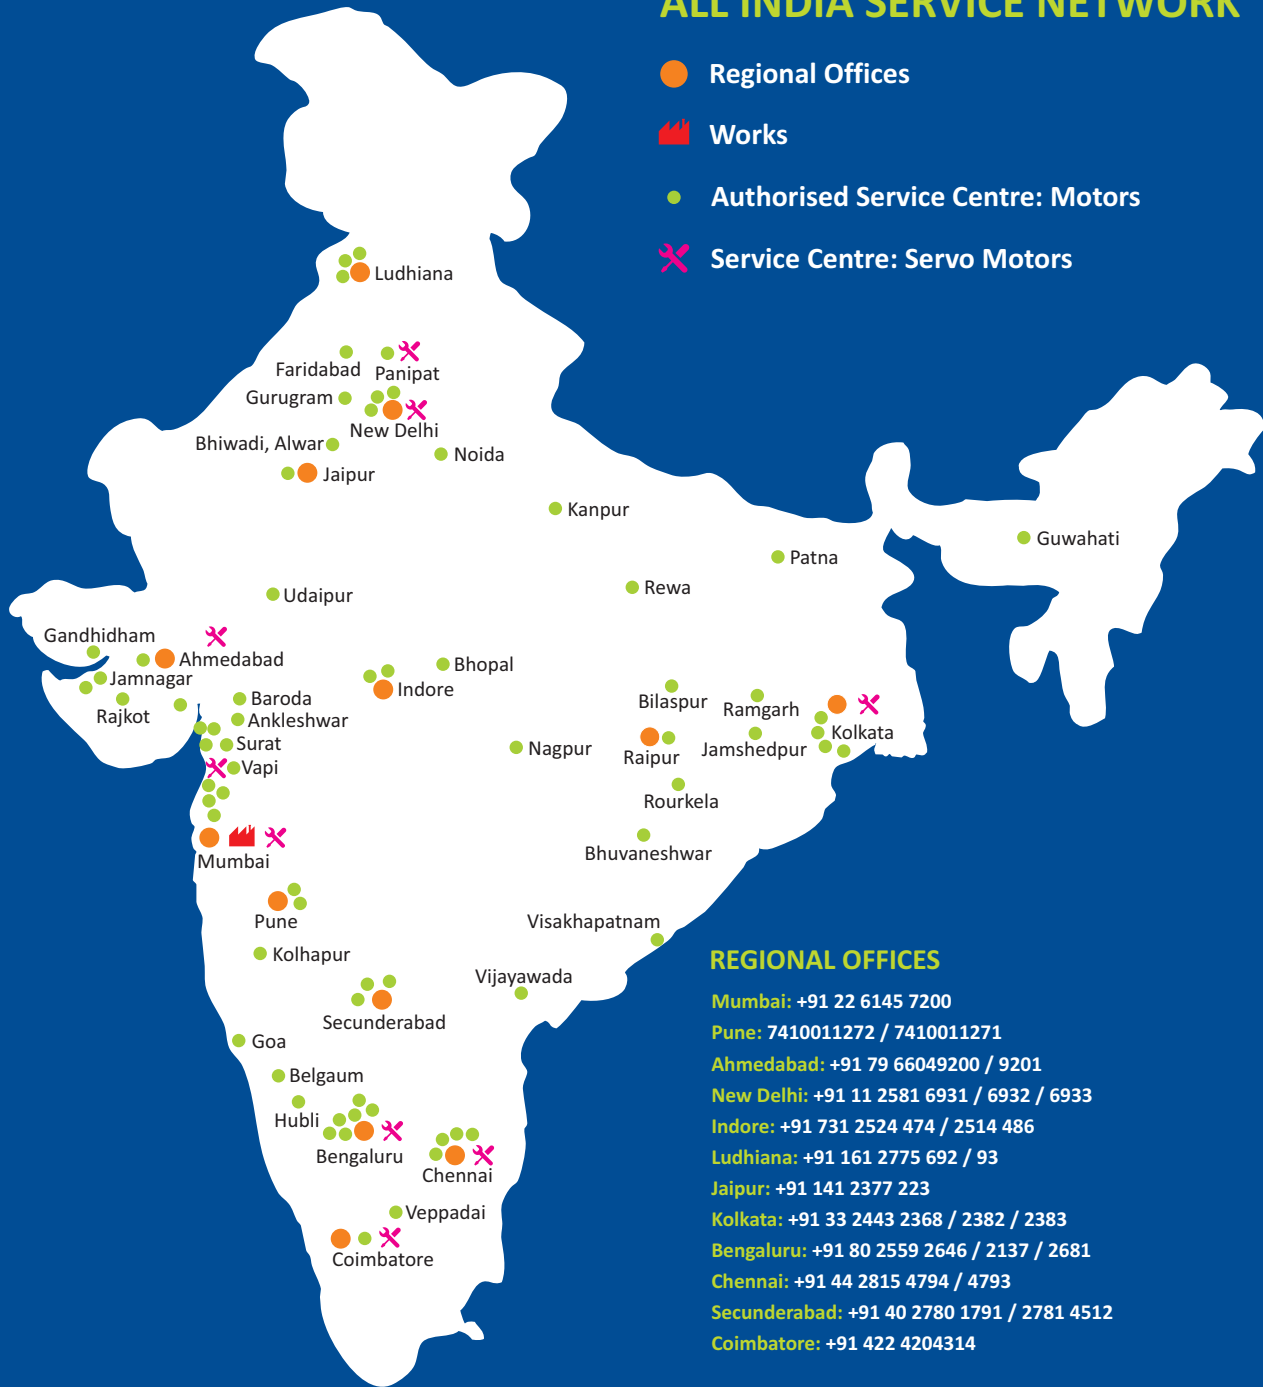 ALL INDIA SERVICE NETWORK
Regional Offices
Works
Authorised Service Centre: Motors
Service Centre: Servo Motors
Ludhiana
Faridabad
Panipat
Gurugram
New Delhi
Bhiwadi, Alwar
Noida
Jaipur
Kanpur
Guwahati
Patna
Rewa
Udaipur
Gandhidham
Ahmedabad
Bhopal
Jamnagar
Indore
Baroda
Bilaspur
Ramgarh
Rajkot
Ankleshwar
Kolkata
Surat
Nagpur
Raipur
Jamshedpur
Vapi
Rourkela
Bhuvaneshwar
Mumbai
Pune
Visakhapatnam
Kolhapur
Vijayawada
Secunderabad
Goa
Belgaum
Hubli
Bengaluru
Chennai
Veppadai
Coimbatore
REGIONAL OFFICES
Mumbai: +91 22 6145 7200
Pune: 7410011272 / 7410011271
Ahmedabad: +91 79 66049200 / 9201
New Delhi: +91 11 2581 6931 / 6932 / 6933
Indore: +91 731 2524 474 / 2514 486
Ludhiana: +91 161 2775 692 / 93
Jaipur: +91 141 2377 223
Kolkata: +91 33 2443 2368 / 2382 / 2383
Bengaluru: +91 80 2559 2646 / 2137 / 2681
Chennai: +91 44 2815 4794 / 4793
Secunderabad: +91 40 2780 1791 / 2781 4512
Coimbatore: +91 422 4204314